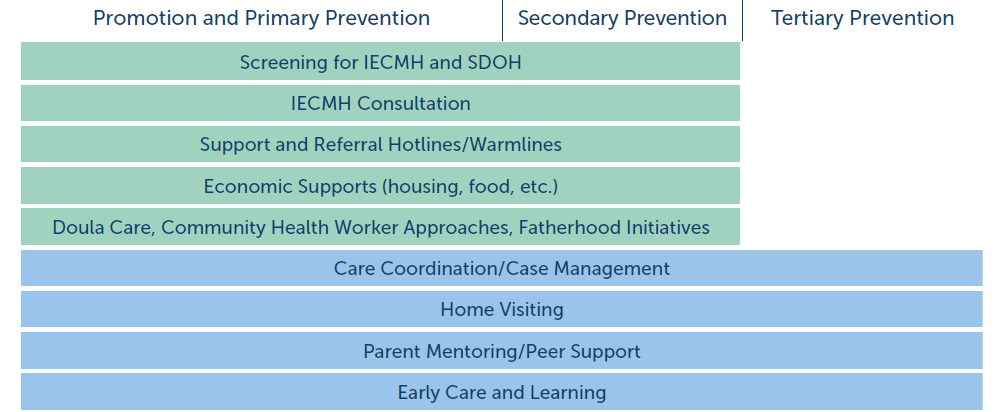 Promotion and Primary Prevention
Secondary Prevention
Tertiary Prevention
Screening for IECMH and SDOH
IECMH Consultation
Support and Referral Hotlines/Warmlines
Economic Supports (housing, food, etc.)
Doula Care, Community Health Worker Approaches, Fatherhood Initiatives
Care Coordination/Case Management
Home Visiting
Parent Mentoring/Peer Support
Early Care and Learning